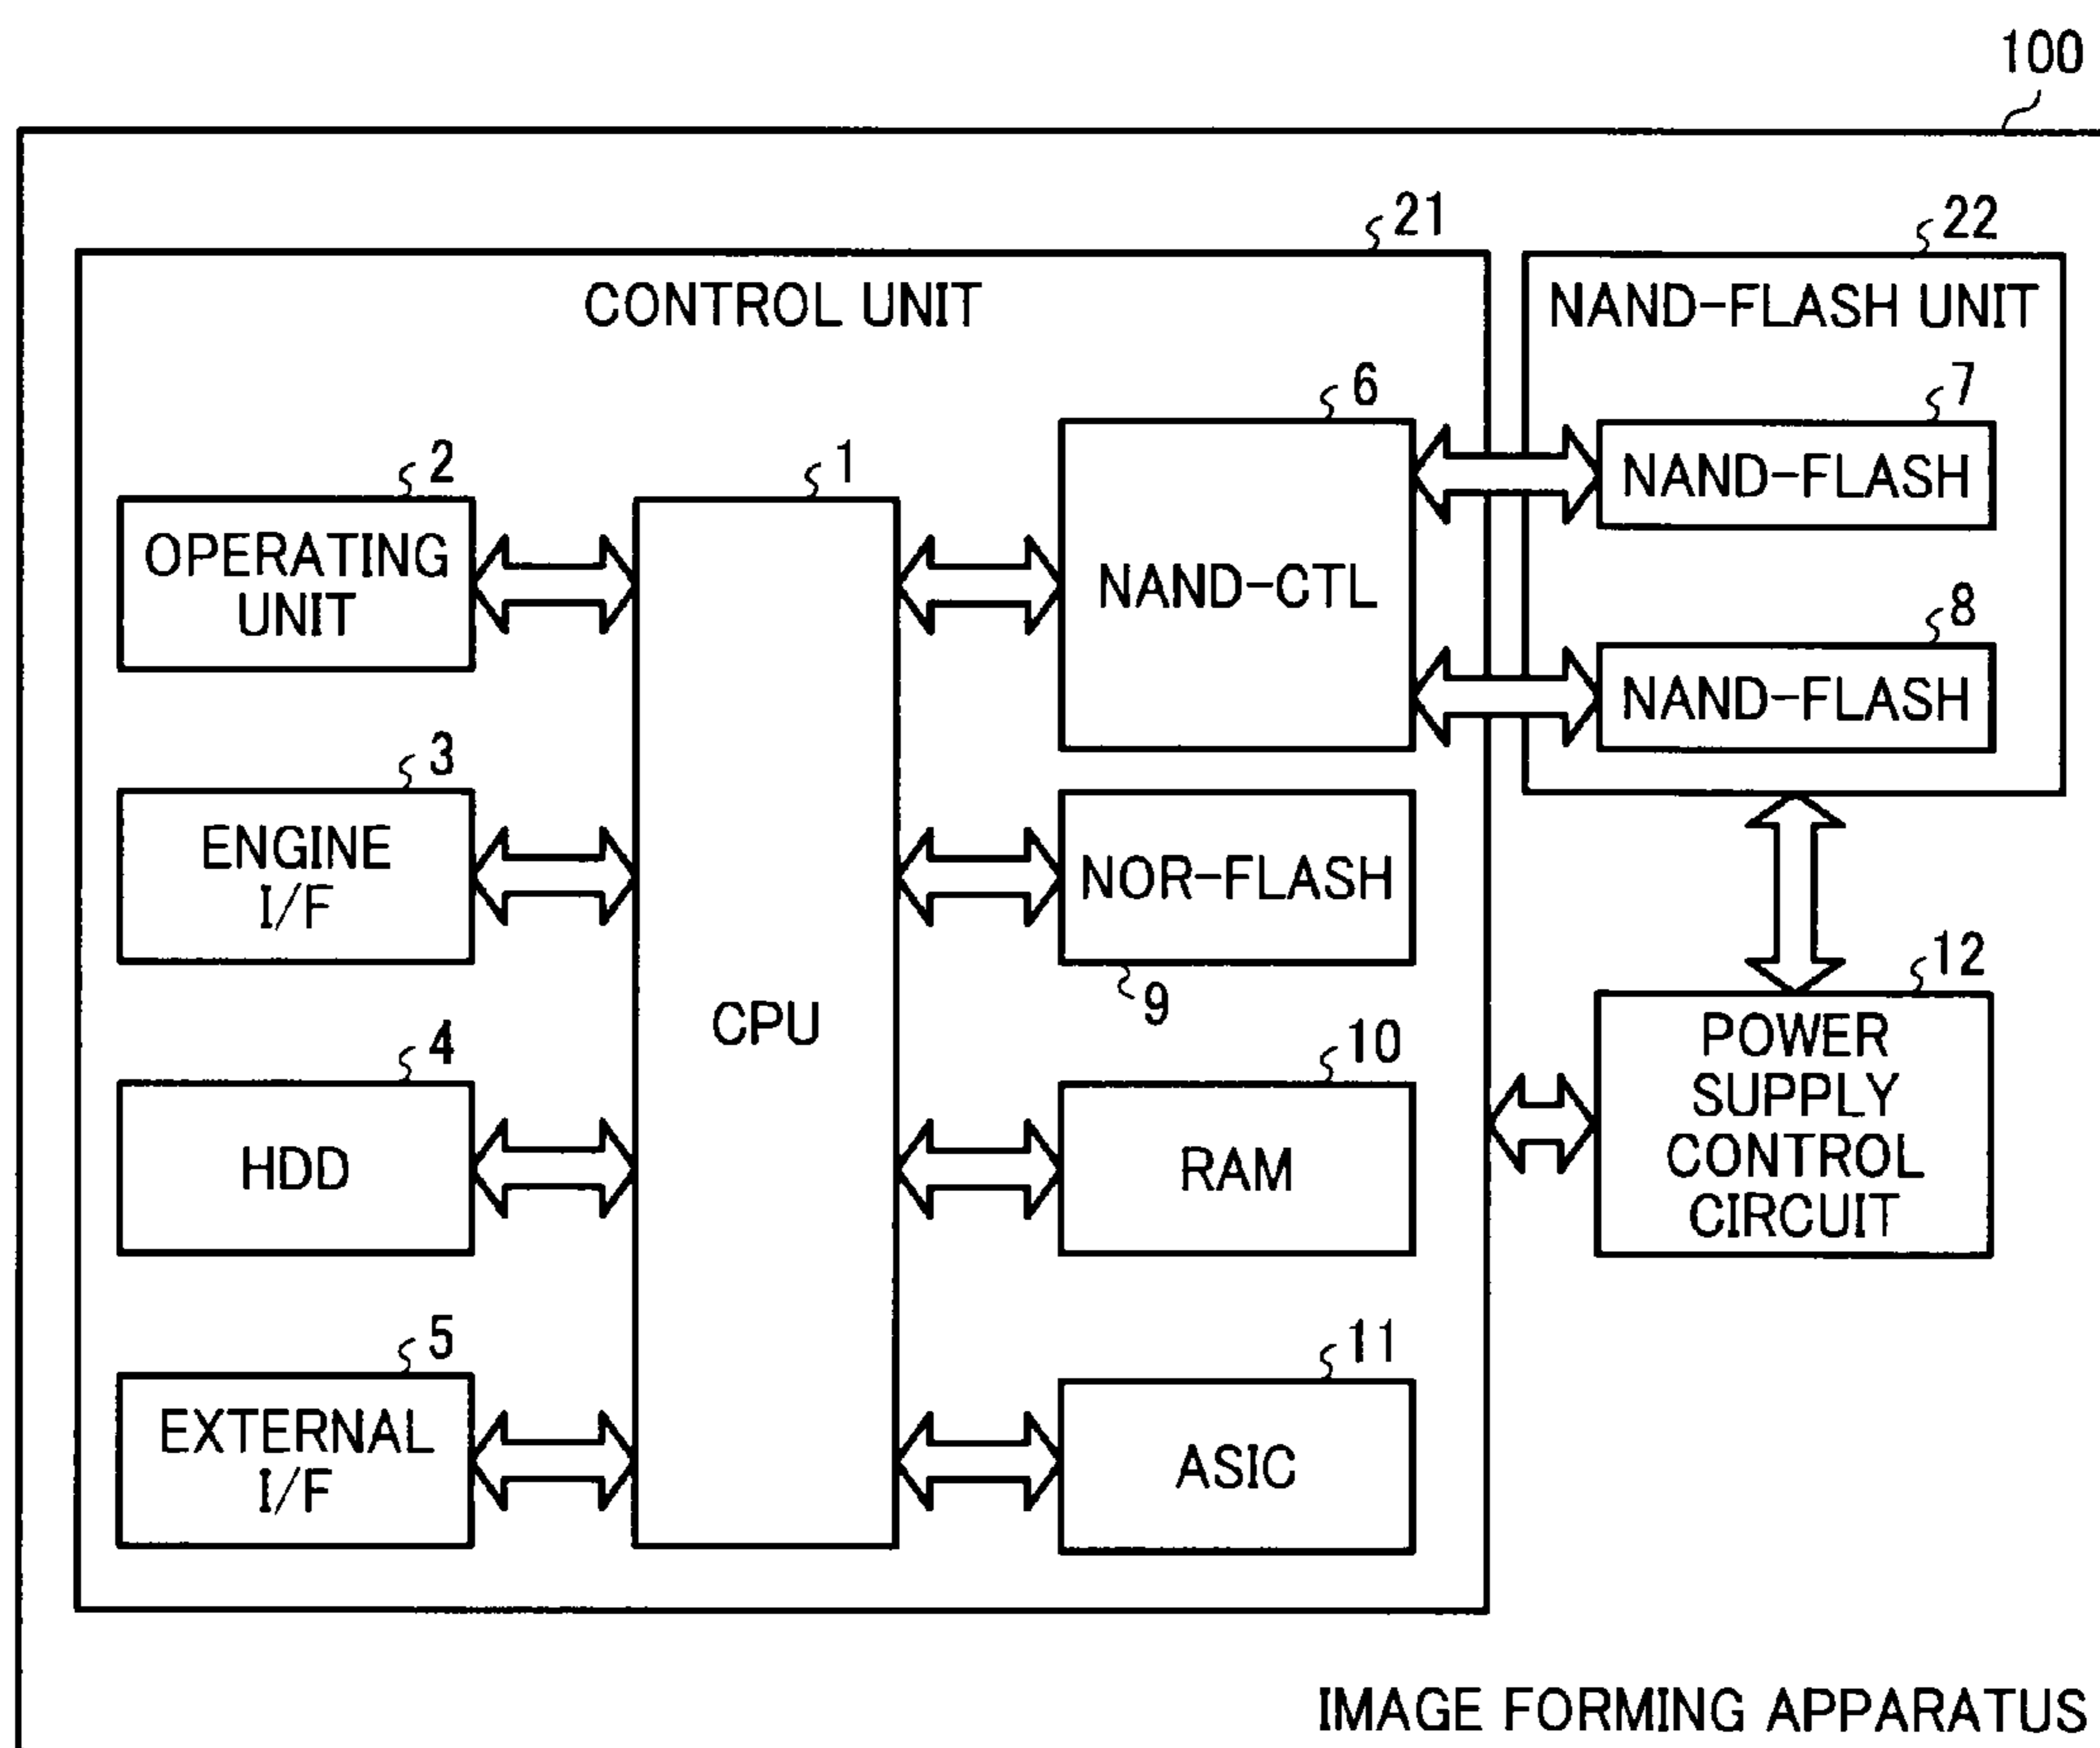 100
21
22
CONTROL UNIT
NAND-FLASH UNIT
6
7
NAND-FLASH
2
1
OPERATING
UNIT
NAND-CTL
8
NAND-FLASH
3
ENGINE
I/F
NOR-FLASH
9
12
POWER
SUPPLY
CONTROL
CIRCUIT
CPU
4
10
HDD
RAM
5
11
EXTERNAL
I/F
ASIC
IMAGE FORMING APPARATUS